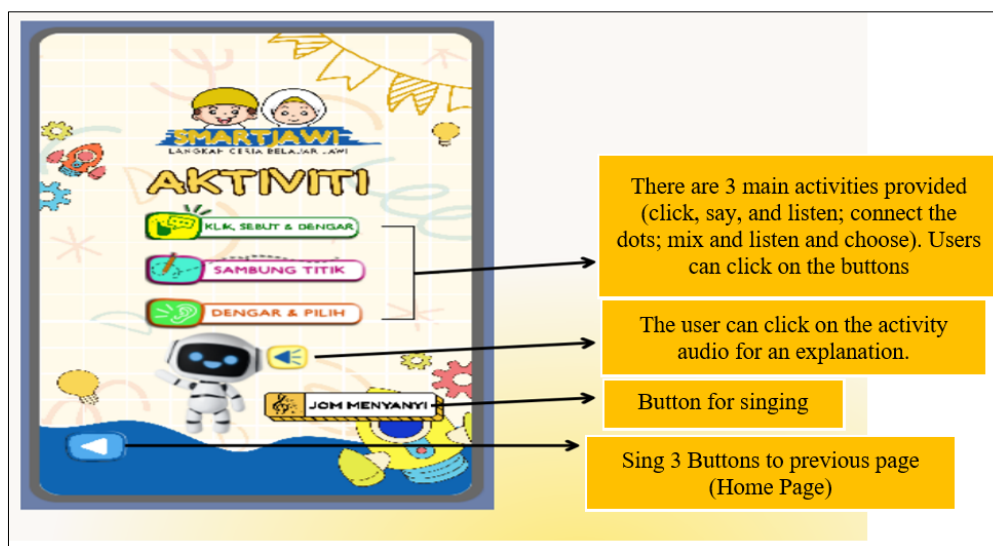 SMARTJAWI
LANGKAH CERIA BELAJAR JAWI
AKTIVITI
KLIK, SEBUT & DENGAR
SAMBUNG TITIK
DENGAR & PILIH
JOM MENYANYI
There are 3 main activities provided
(click, say, and listen; connect the
dots; mix and listen and choose). Users
can click on the buttons
The user can click on the activity
audio for an explanation.
Button for singing
Sing 3 Buttons to previous page
(Home Page)